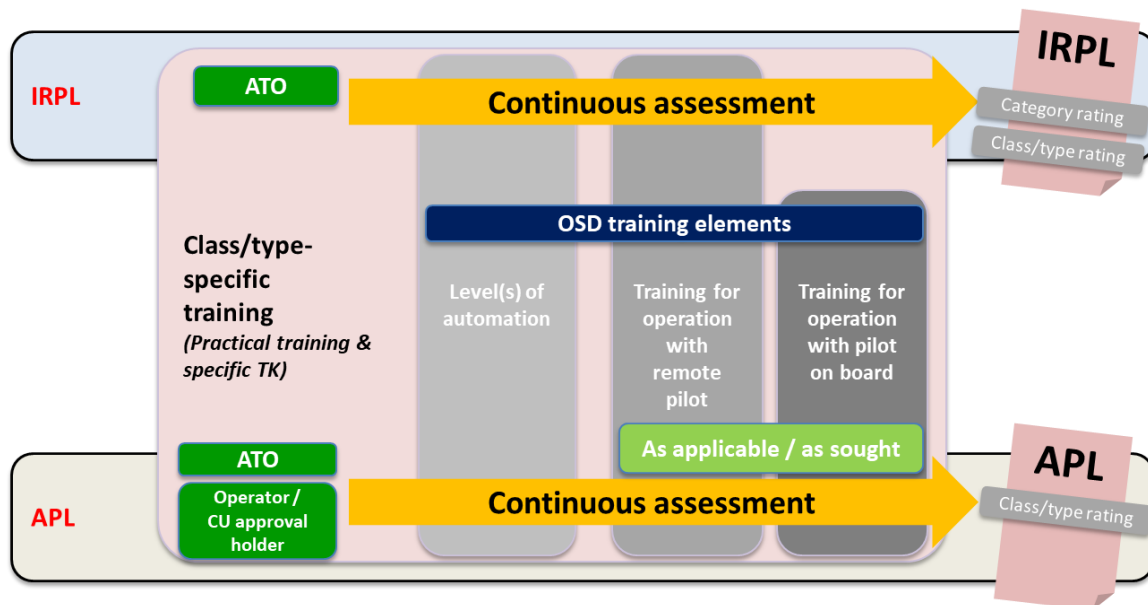 IRPL
ATO
Continuous assessment
IRPL
Category rating
Class/type rating
OSD training elements
Class/type-
specific
training
(Practical training &
specific TK)
Level(s) of
automation
Training for
operation
with
remote
pilot
Training for
operation
with pilot
on board
As applicable / as sought
APL
ATO
Operator /
CU approval
holder
Continuous assessment
APL
Class/type rating